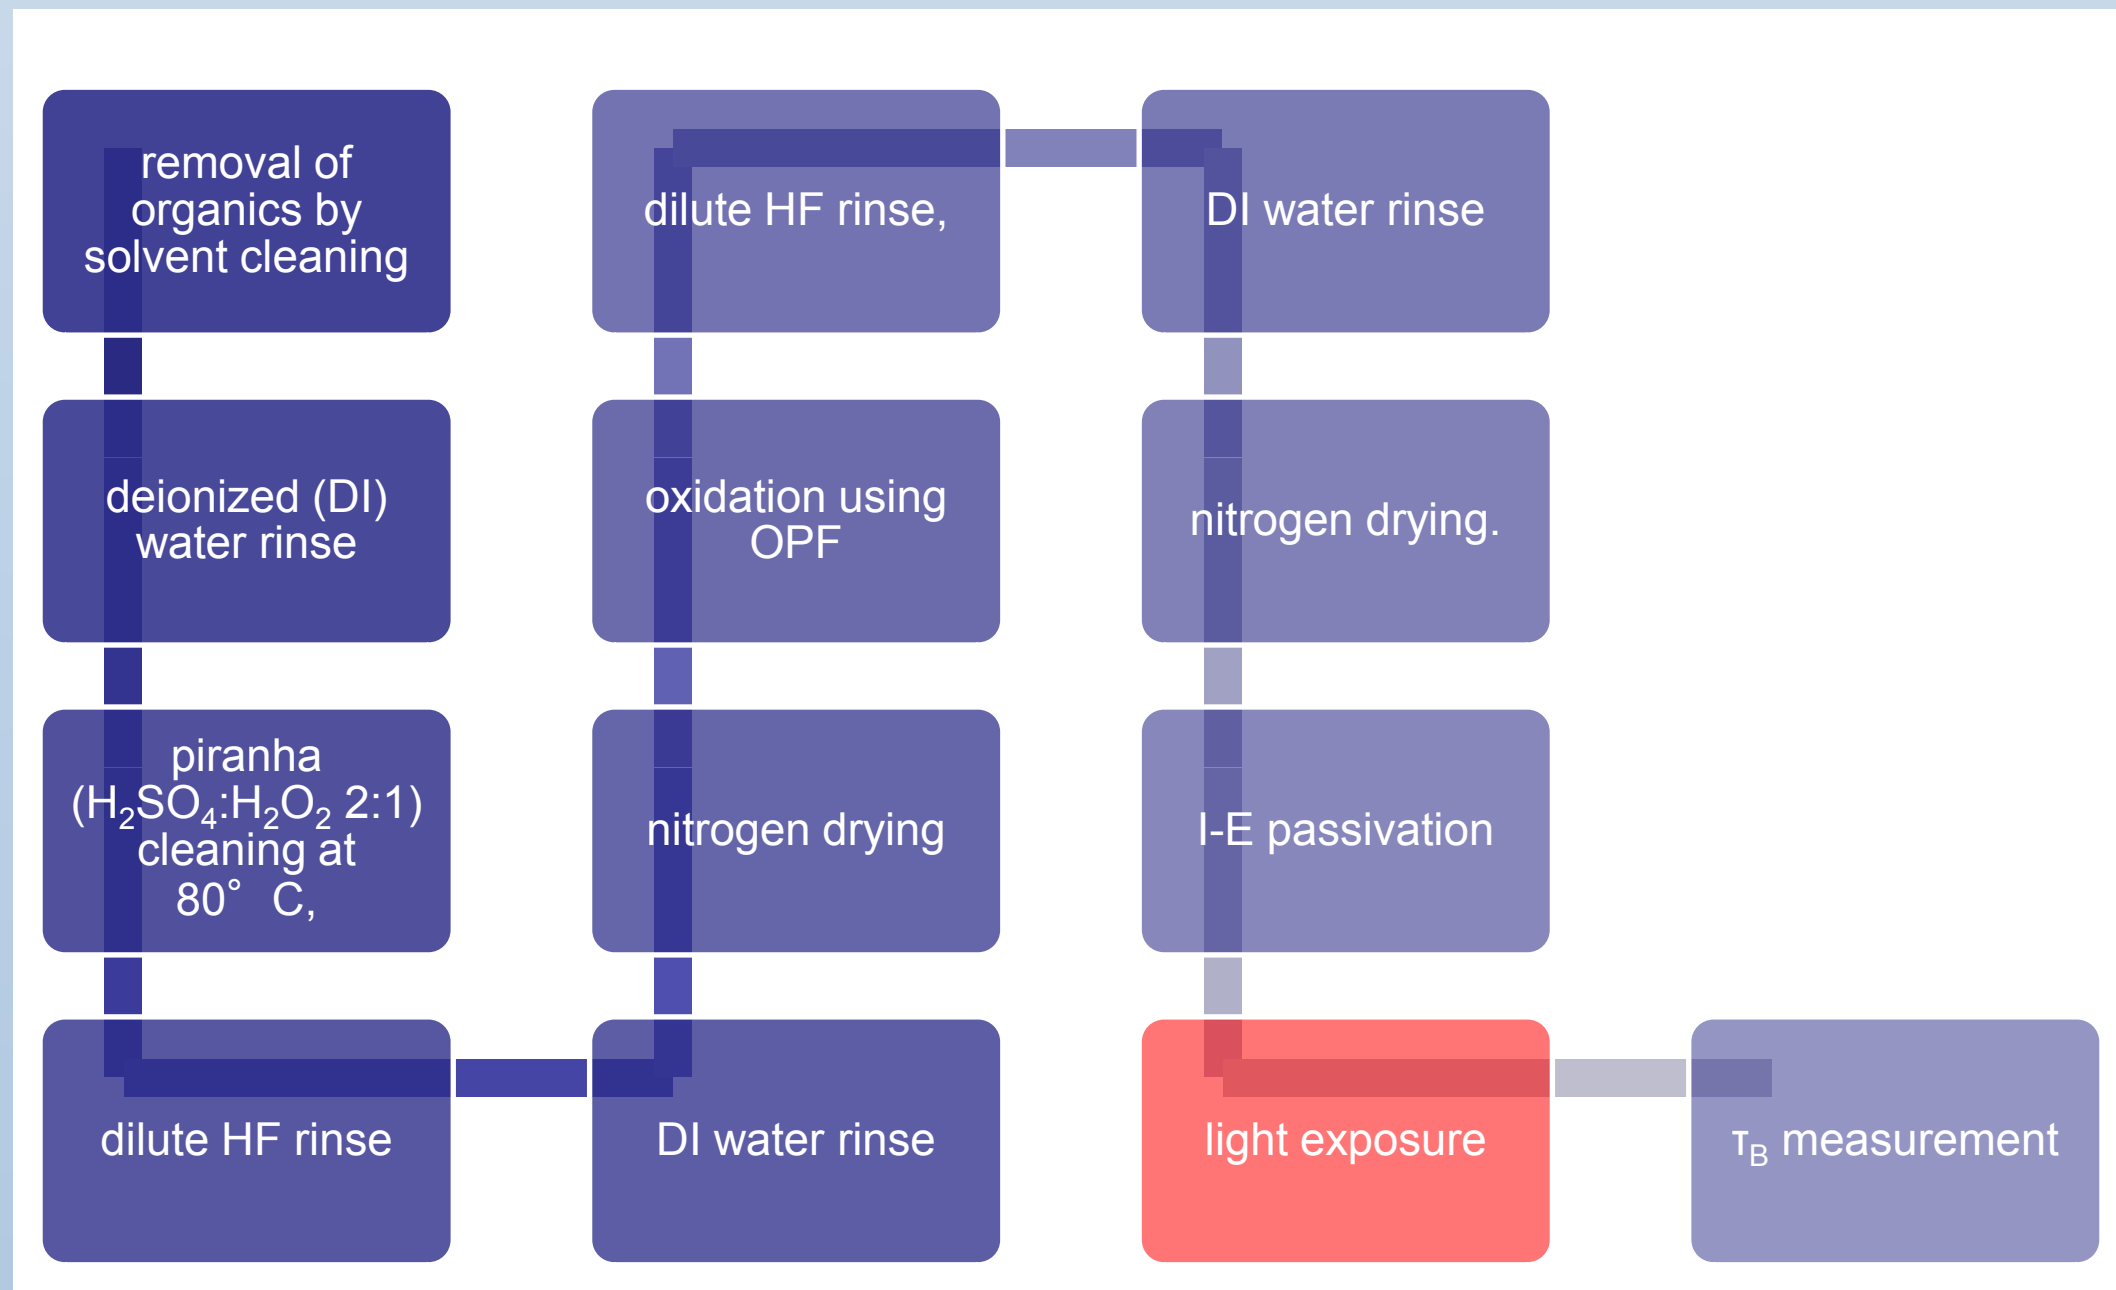 removal of
organics by
solvent cleaning
deionized (DI)
water rinse
piranha
(H₂SO₄:H₂O₂ 2:1)
cleaning at
80° C,
dilute HF rinse
DI water rinse
nitrogen drying
oxidation using
OPF
dilute HF rinse,
DI water rinse
nitrogen drying.
I-E passivation
light exposure
τ_B measurement